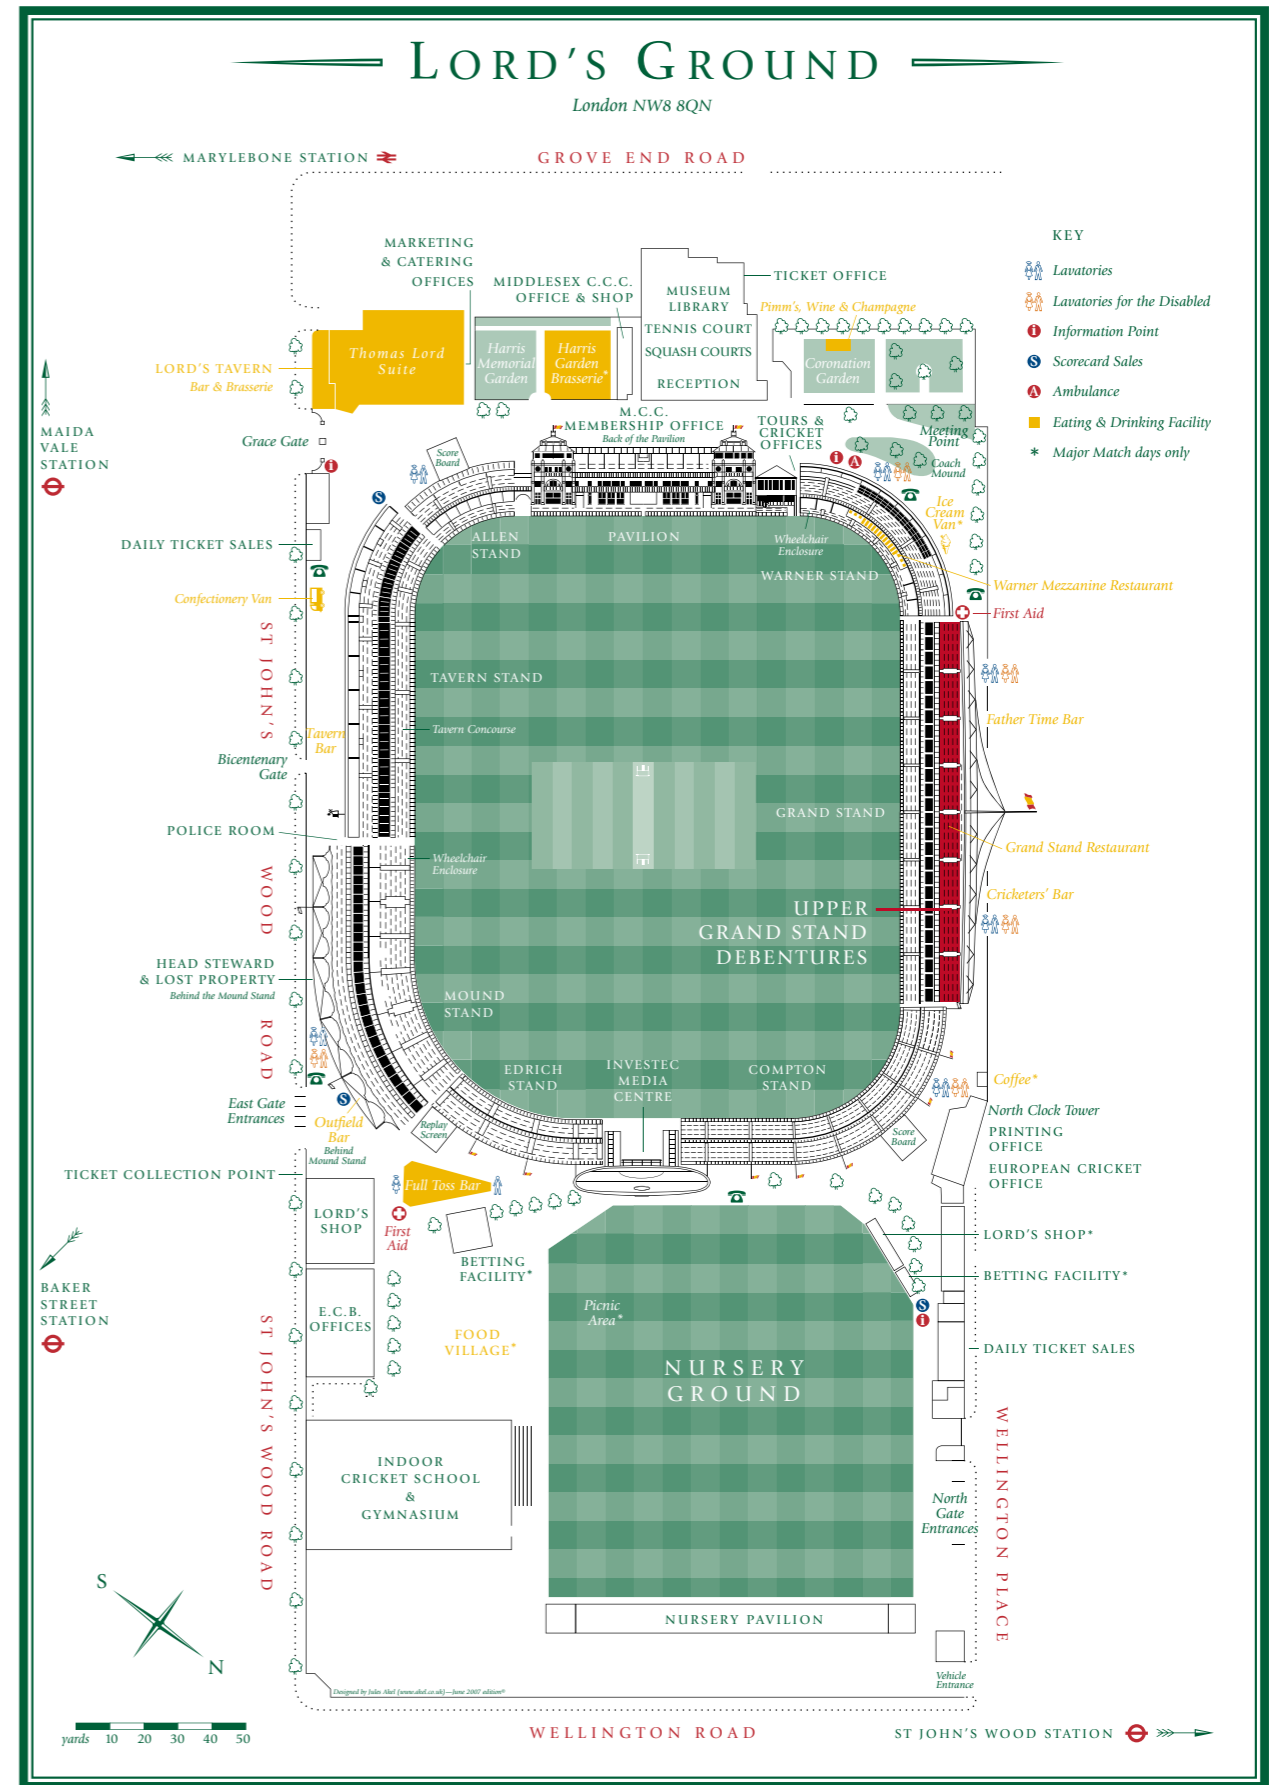 LORD'S GROUND
London NW8 8QN
MARYLEBONE STATION
GROVE END ROAD
KEY
Lavatories
Lavatories for the Disabled
Information Point
Scorecard Sales
Ambulance
Eating & Drinking Facility
* Major Match days only
i
S
A
MARKETING
& CATERING
OFFICES
MIDDLESEX C.C.C.
OFFICE & SHOP
MUSEUM
LIBRARY
TENNIS COURT
SQUASH COURTS
RECEPTION
TICKET OFFICE
Pimm's, Wine & Champagne
Thomas Lord
Suite
Harris
Memorial
Garden
Harris
Garden
Brasserie*
Coronation
Garden
LORD'S TAVERN
Bar & Brasserie
MAIDA
VALE
STATION
Grace Gate
i
M.C.C.
MEMBERSHIP OFFICE
Back of the Pavilion
TOURS &
CRICKET
OFFICES
Meeting
Point
Coach
Mound
i
A
Score
Board
S
Ice
Cream
Van*
DAILY TICKET SALES
Confectionery Van
ALLEN
STAND
PAVILION
Wheelchair
Enclosure
WARNER STAND
Warner Mezzanine Restaurant
First Aid
ST JOHN'S WOOD ROAD
TAVERN STAND
Tavern Concourse
Tavern
Bar
Father Time Bar
Bicentenary
Gate
POLICE ROOM
Wheelchair
Enclosure
GRAND STAND
Grand Stand Restaurant
Cricketers' Bar
UPPER
GRAND STAND
DEBENTURES
HEAD STEWARD
& LOST PROPERTY
Behind the Mound Stand
MOUND
STAND
EDRICH
STAND
INVESTEC
MEDIA
CENTRE
COMPTON
STAND
Coffee*
East Gate
Entrances
S
Outfield
Bar
Behind
Mound Stand
Replay
Screen
Score
Board
North Clock Tower
PRINTING
OFFICE
EUROPEAN CRICKET
OFFICE
TICKET COLLECTION POINT
Full Toss Bar
LORD'S
SHOP
First
Aid
BETTING
FACILITY*
LORD'S SHOP*
BETTING FACILITY*
S
i
BAKER
STREET
STATION
E.C.B.
OFFICES
FOOD
VILLAGE*
Picnic
Area*
DAILY TICKET SALES
NURSERY
GROUND
ST JOHN'S WOOD ROAD
WELLINGTON PLACE
INDOOR
CRICKET SCHOOL
&
GYMNASIUM
North
Gate
Entrances
S
N
NURSERY PAVILION
Vehicle
Entrance
Designed by Jules Akel (www.akel.co.uk)—June 2007 edition©
yards 10 20 30 40 50
WELLINGTON ROAD
ST JOHN'S WOOD STATION